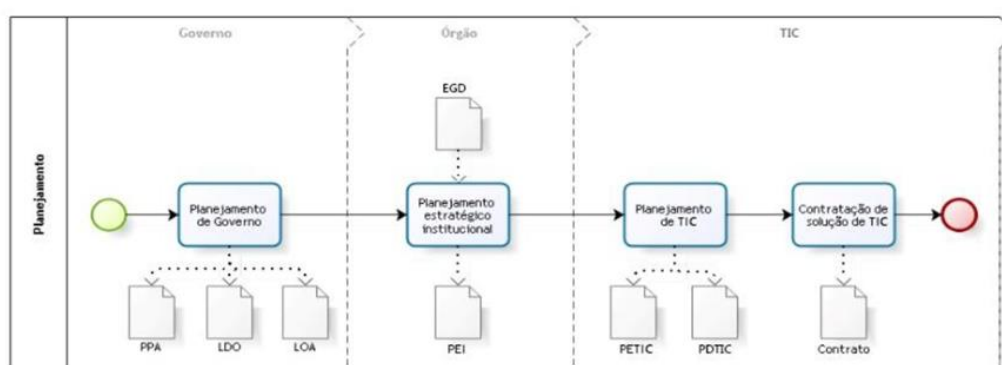 Governo
Órgão
TIC
Planejamento
EGD
Planejamento
de Governo
Planejamento
estratégico
institucional
Planejamento
de TIC
Contratação de
solução de TIC
PPA
LDO
LOA
PEI
PETIC
PDTIC
Contrato